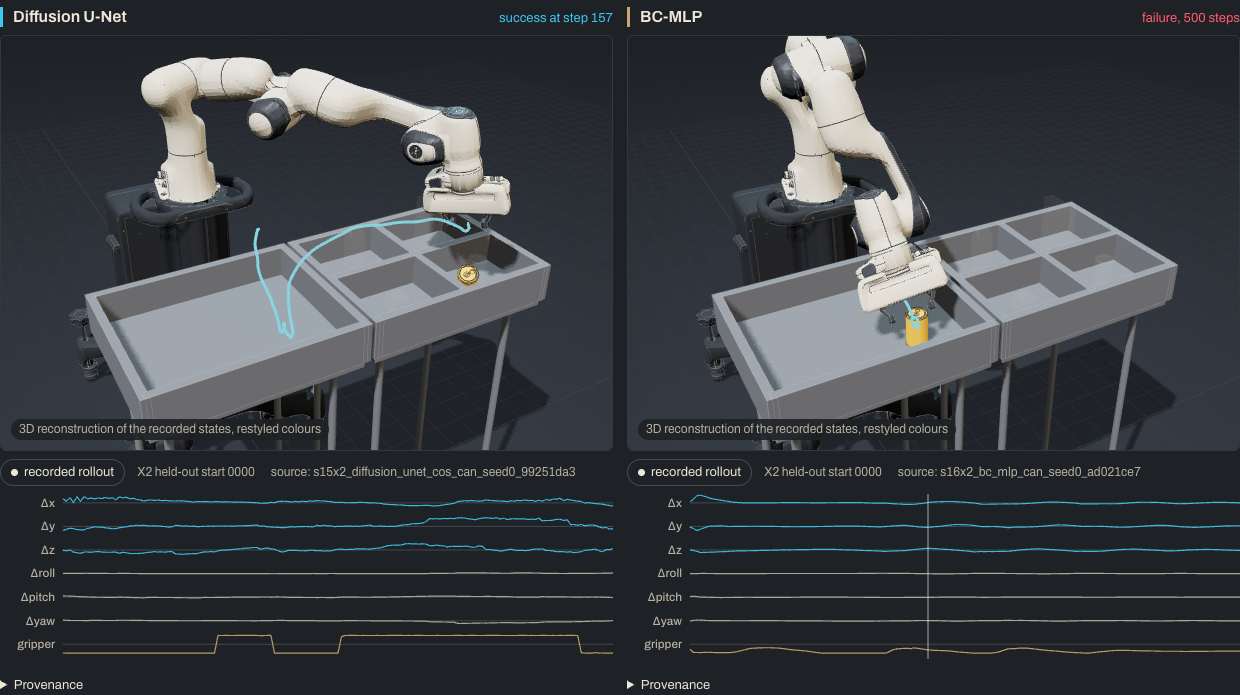 Diffusion U-Net
success at step 157
3D reconstruction of the recorded states, restyled colours
recorded rollout
X2 held-out start 0000
source: s15x2_diffusion_unet_cos_can_seed0_99251da3
Δx
Δy
Δz
Δroll
Δpitch
Δyaw
gripper
Provenance
BC-MLP
failure, 500 steps
3D reconstruction of the recorded states, restyled colours
recorded rollout
X2 held-out start 0000
source: s16x2_bc_mlp_can_seed0_ad021ce7
Δx
Δy
Δz
Δroll
Δpitch
Δyaw
gripper
Provenance